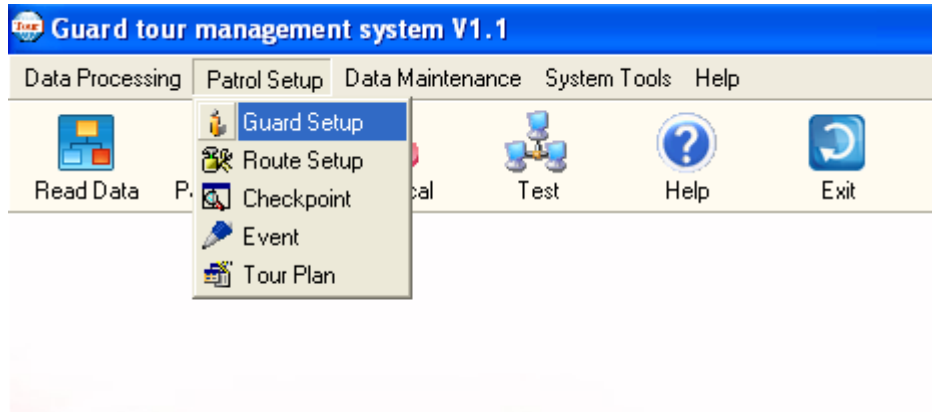 Guard tour management system V1.1
Data Processing Patrol Setup Data Maintenance System Tools Help
Guard Setup
Route Setup
Checkpoint
Event
Tour Plan
Read Data Test Help Exit